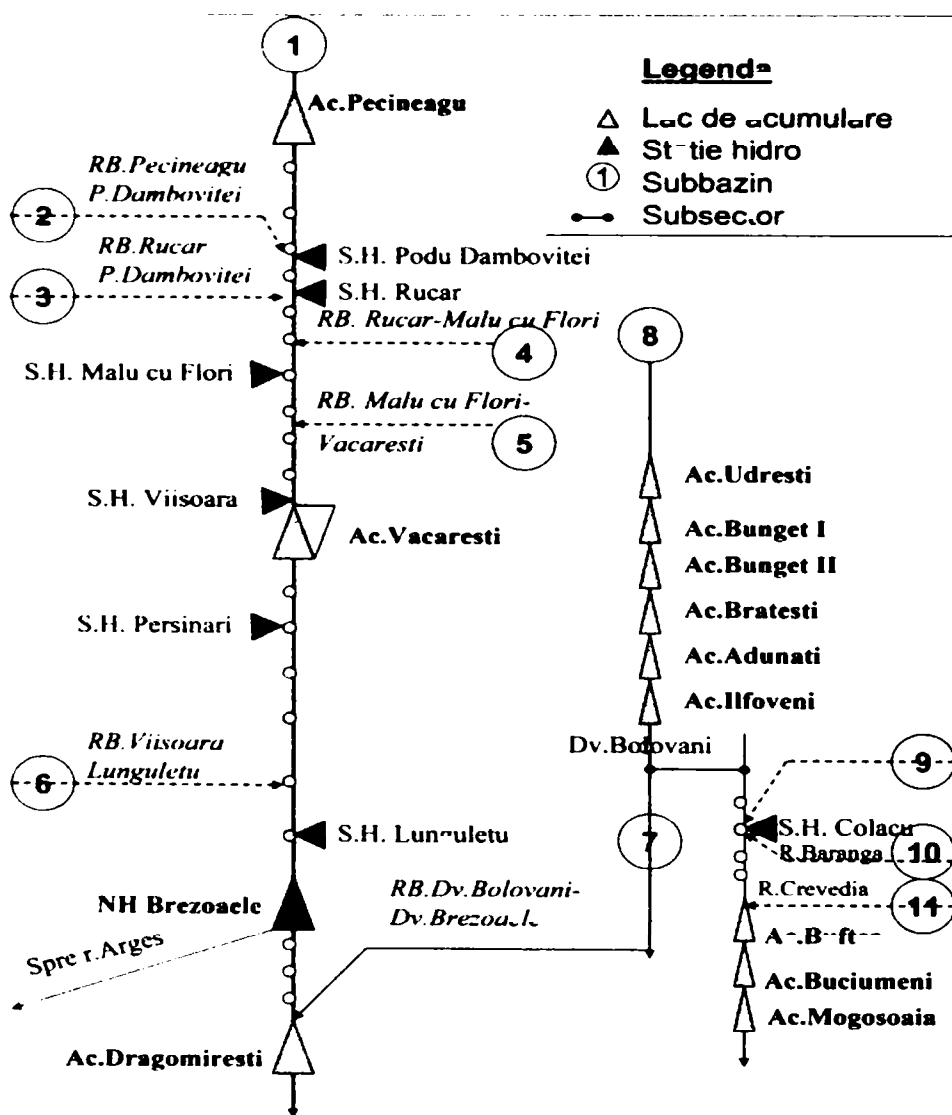 1
Ac.Pecineagu
RB.Pecineagu
P.Dambovitei
2
S.H. Podu Dambovitei
RB.Rucar
P.Dambovitei
3
S.H. Rucar
RB. Rucar-Malu cu Flori
4
S.H. Malu cu Flori
RB. Malu cu Flori-
Vacaresti
5
S.H. Viisoara
Ac.Vacaresti
S.H. Persinari
RB.Viisoara
Lunguletu
6
S.H. Lunguletu
NH Brezoaele
Spre r.Arges
Ac.Dragomiresti
RB.Dv.Bolovani-
Dv.Brezoaele
Legenda
Lac de acumulare
Statie hidro
1 Subbazin
Subsector
8
Ac.Udresti
Ac.Bunget I
Ac.Bunget II
Ac.Bratesti
Ac.Adunati
Ac.Ilfoveni
Dv.Bolovani
7
9
S.H. Colacu
R.Baranga
10
R.Crevedia
11
Ac.Buciumeni
Ac.Mogosoaia